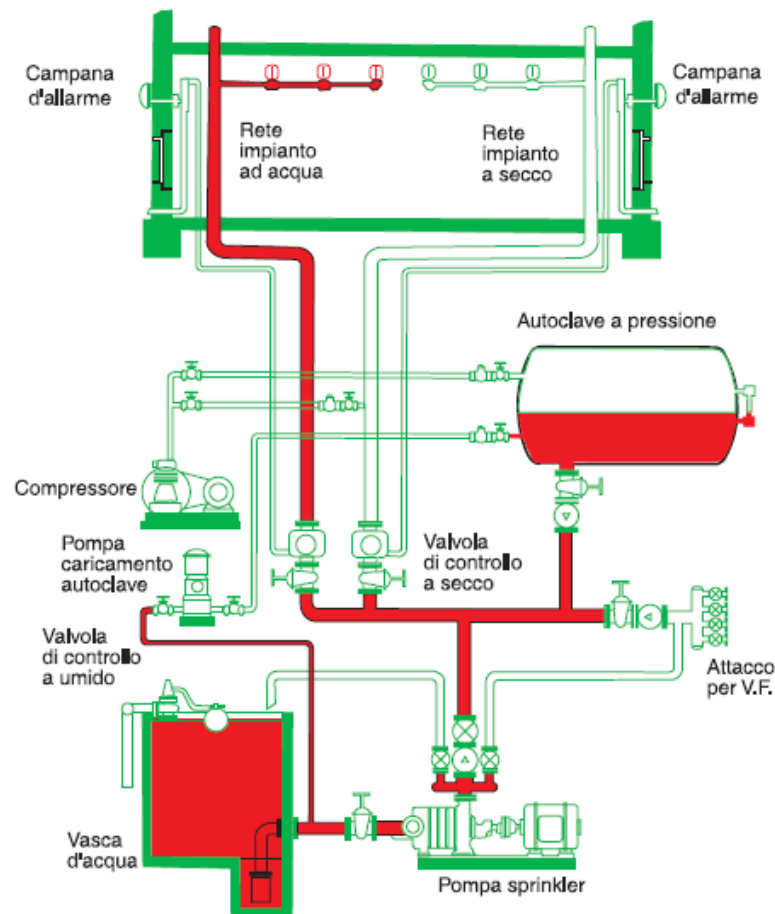 Campana
d'allarme
Campana
d'allarme
Rete
impianto
ad acqua
Rete
impianto
a secco
Autoclave a pressione
Compressore
Pompa
caricamento
autoclave
Valvola
di controllo
a secco
Valvola
di controllo
a umido
Attacco
per V.F.
Vasca
d'acqua
Pompa sprinkler